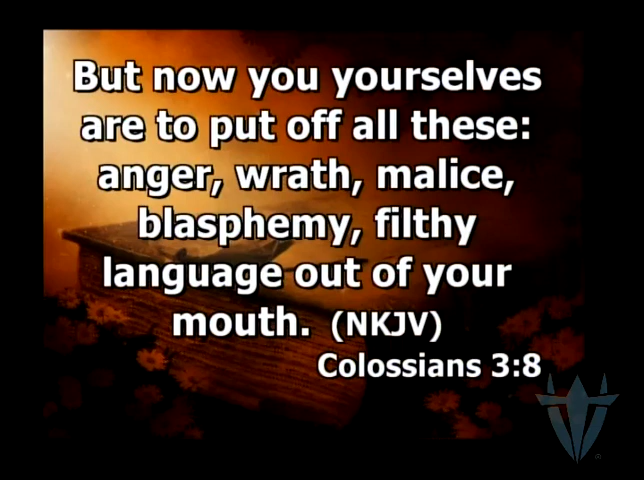 But now you yourselves
are to put off all these:
anger, wrath, malice,
blasphemy, filthy
language out of your
mouth. (NKJV)
Colossians 3:8